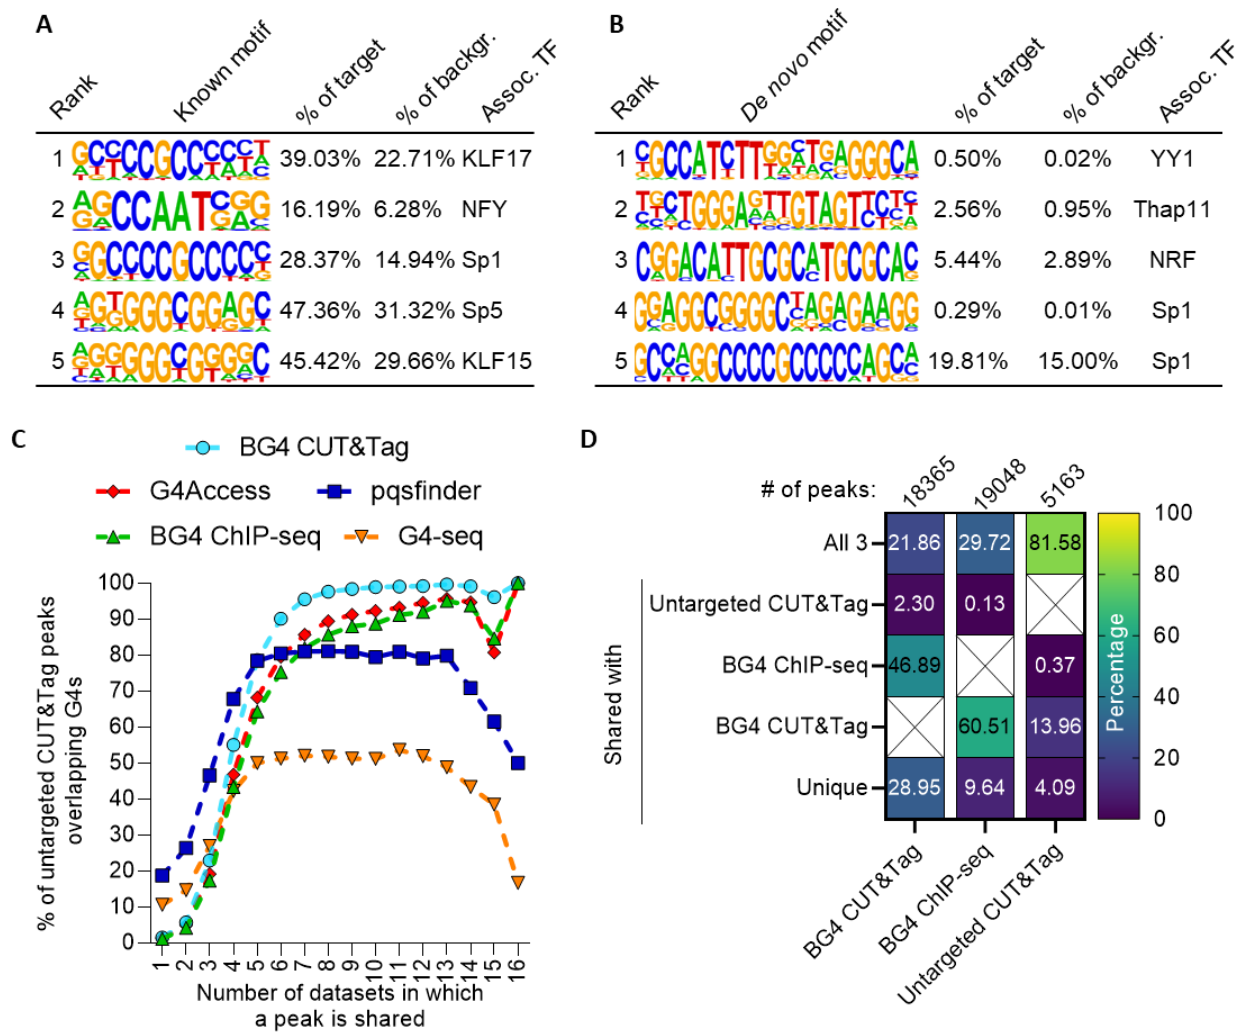 A
Rank
Known motif
% of target
% of backgr.
Assoc. TF
1 39.03% 22.71% KLF17
2 16.19% 6.28% NFY
3 28.37% 14.94% Sp1
4 47.36% 31.32% Sp5
5 45.42% 29.66% KLF15
B
Rank
De novo motif
% of target
% of backgr.
Assoc. TF
1 0.50% 0.02% YY1
2 2.56% 0.95% Thap11
3 5.44% 2.89% NRF
4 0.29% 0.01% Sp1
5 19.81% 15.00% Sp1
C
BG4 CUT&Tag
G4Access pqsfinder
BG4 ChIP-seq G4-seq
% of untargeted CUT&Tag peaks
overlapping G4s
100
90
80
70
60
50
40
30
20
10
0
1 2 3 4 5 6 7 8 9 10 11 12 13 14 15 16
Number of datasets in which
a peak is shared
D
# of peaks: 18365 19048 5163
All 3 21.86 29.72 81.58
Untargeted CUT&Tag 2.30 0.13
BG4 ChIP-seq 46.89 0.37
BG4 CUT&Tag 60.51 13.96
Unique 28.95 9.64 4.09
Shared with
BG4 CUT&Tag
BG4 ChIP-seq
Untargeted CUT&Tag
100
80
60
40
20
0
Percentage